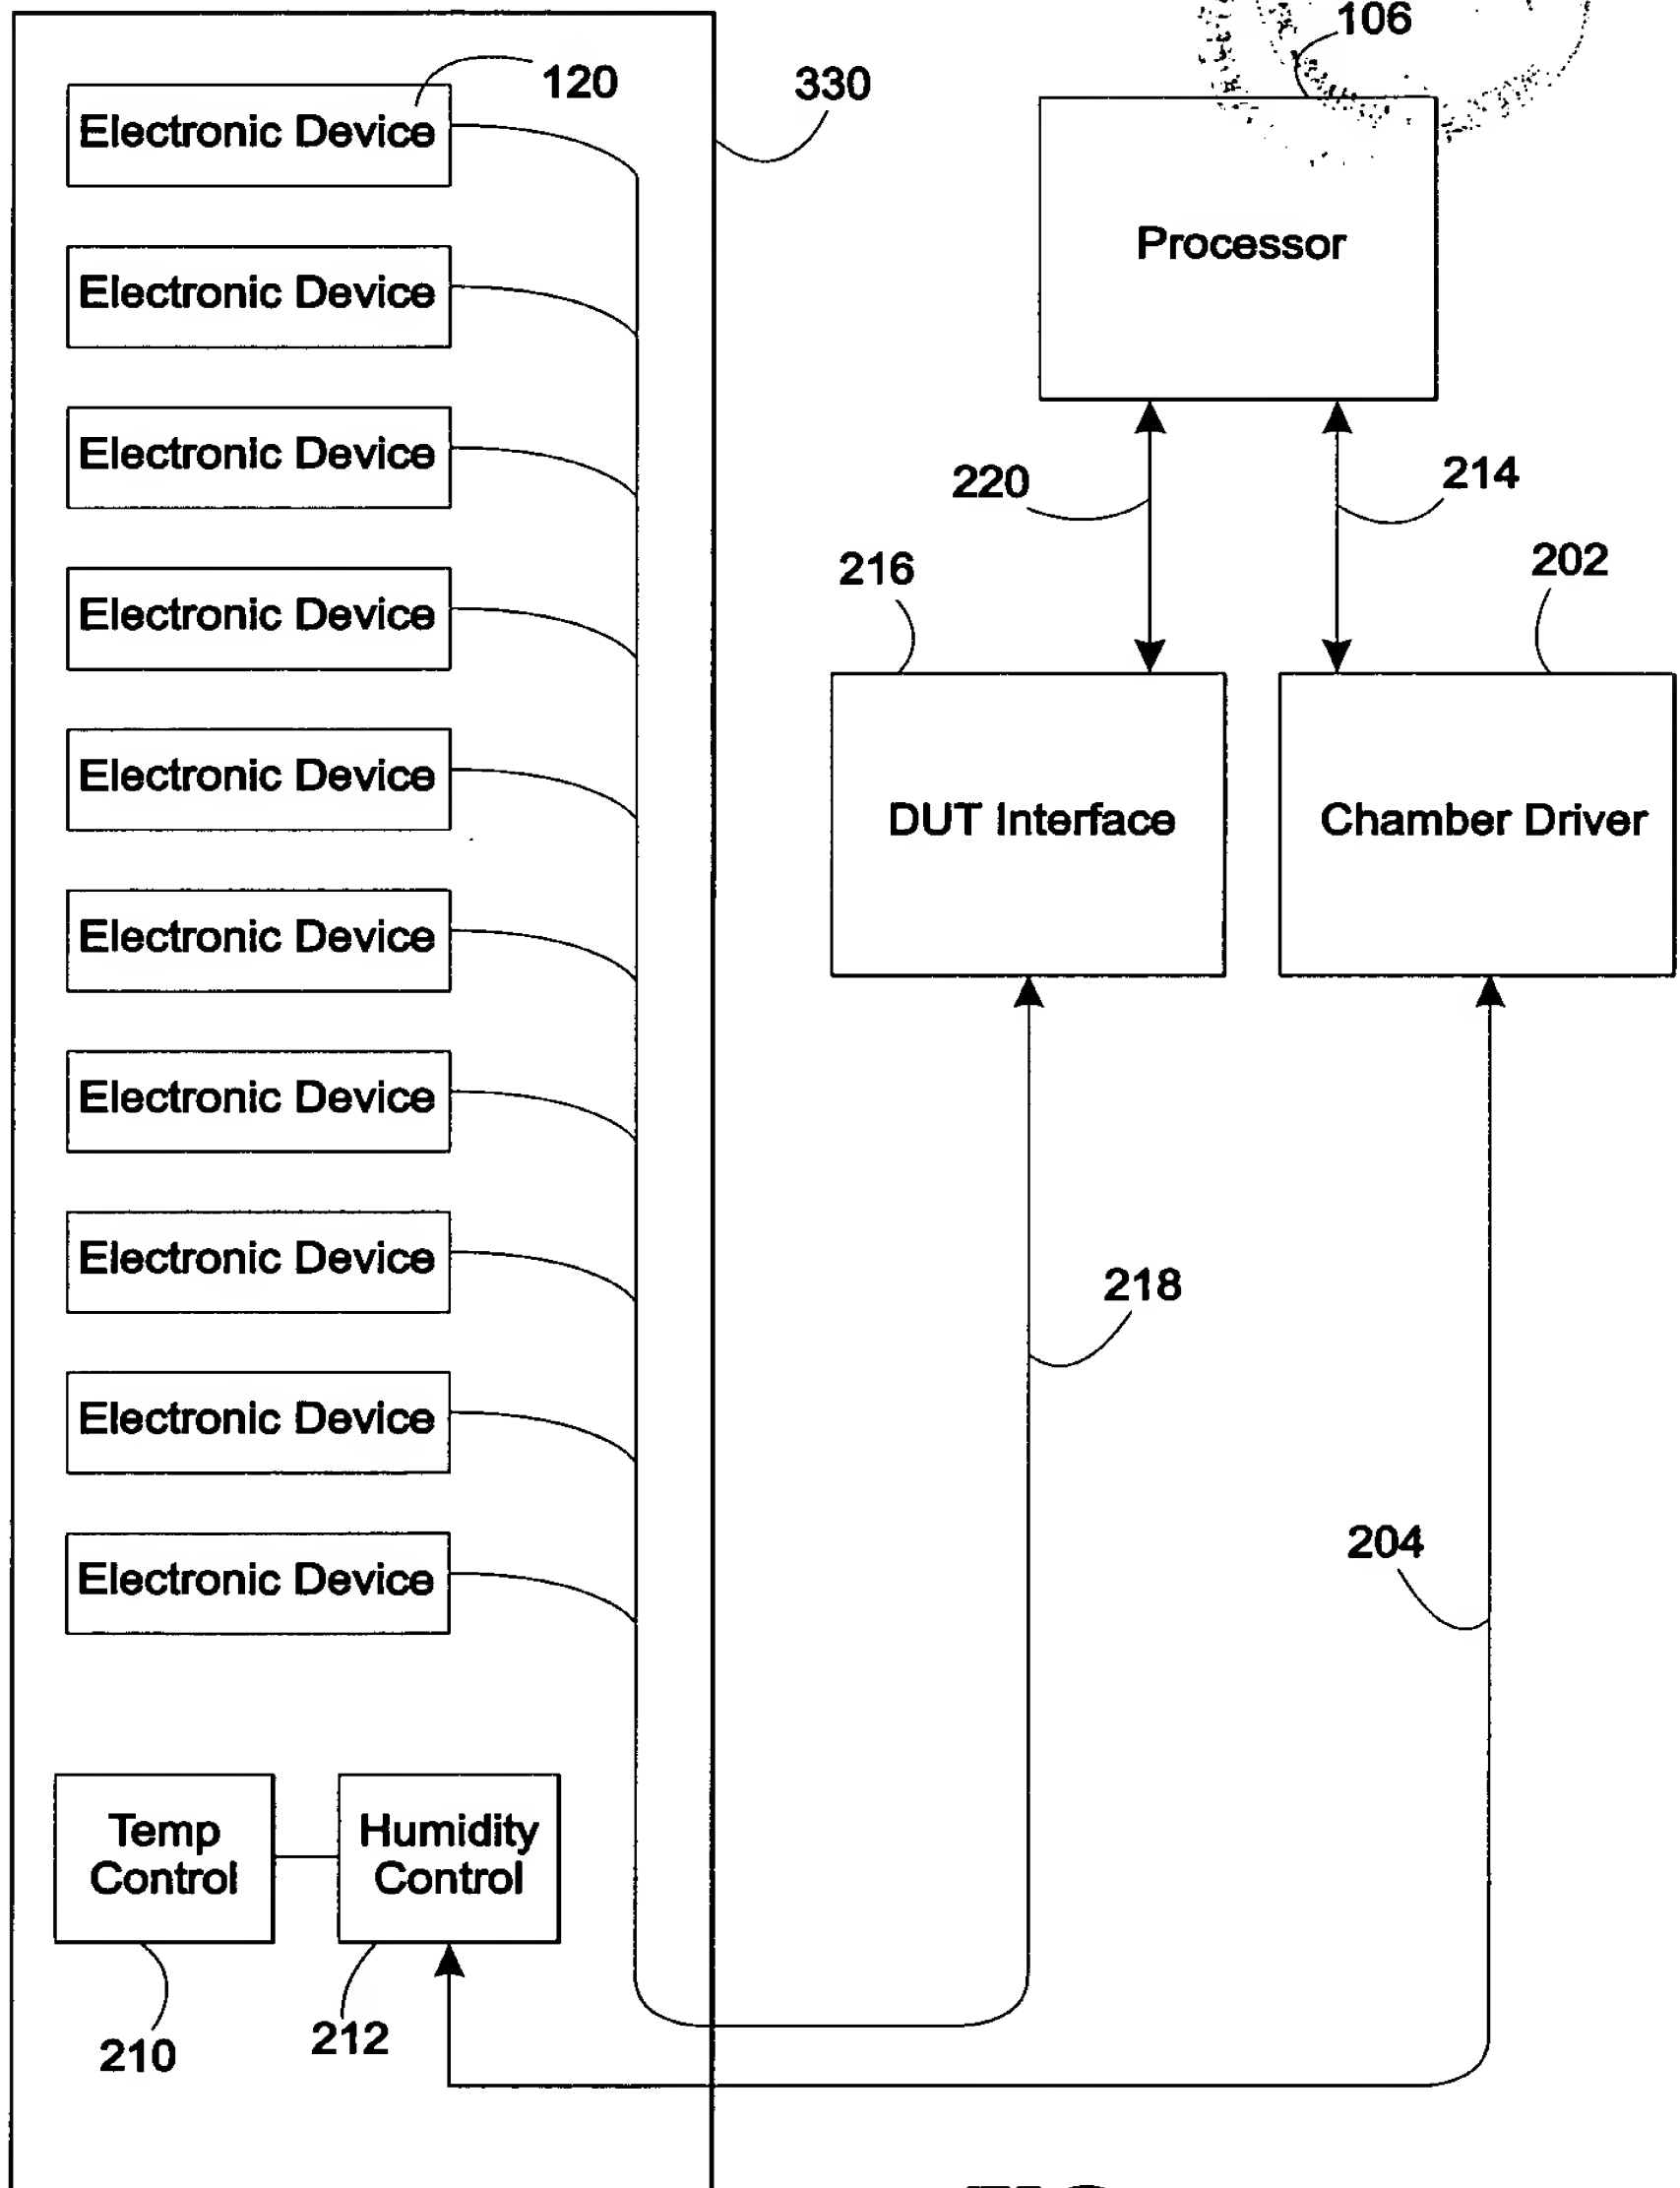 106
120
330
Electronic Device
Processor
Electronic Device
Electronic Device
220
214
216
202
Electronic Device
Electronic Device
DUT Interface
Chamber Driver
Electronic Device
Electronic Device
Electronic Device
218
Electronic Device
204
Electronic Device
Temp
Control
Humidity
Control
210
212